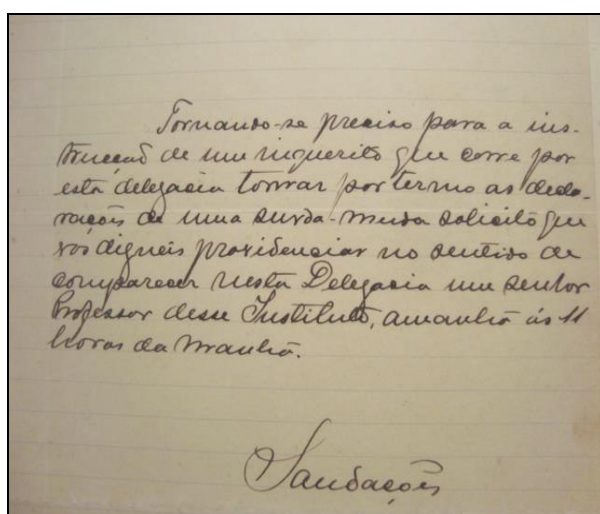 Tornando-se preciso para a ins-
trucção de um inquerito que corre por
esta delegacia tomar por termo as decla-
rações de uma surda-muda solicito que
vos digneis providenciar no sentido de
comparecer nesta Delegacia um senhor
Professor desse Instituto, amanhã ás 11
horas da manhã.
Saudações